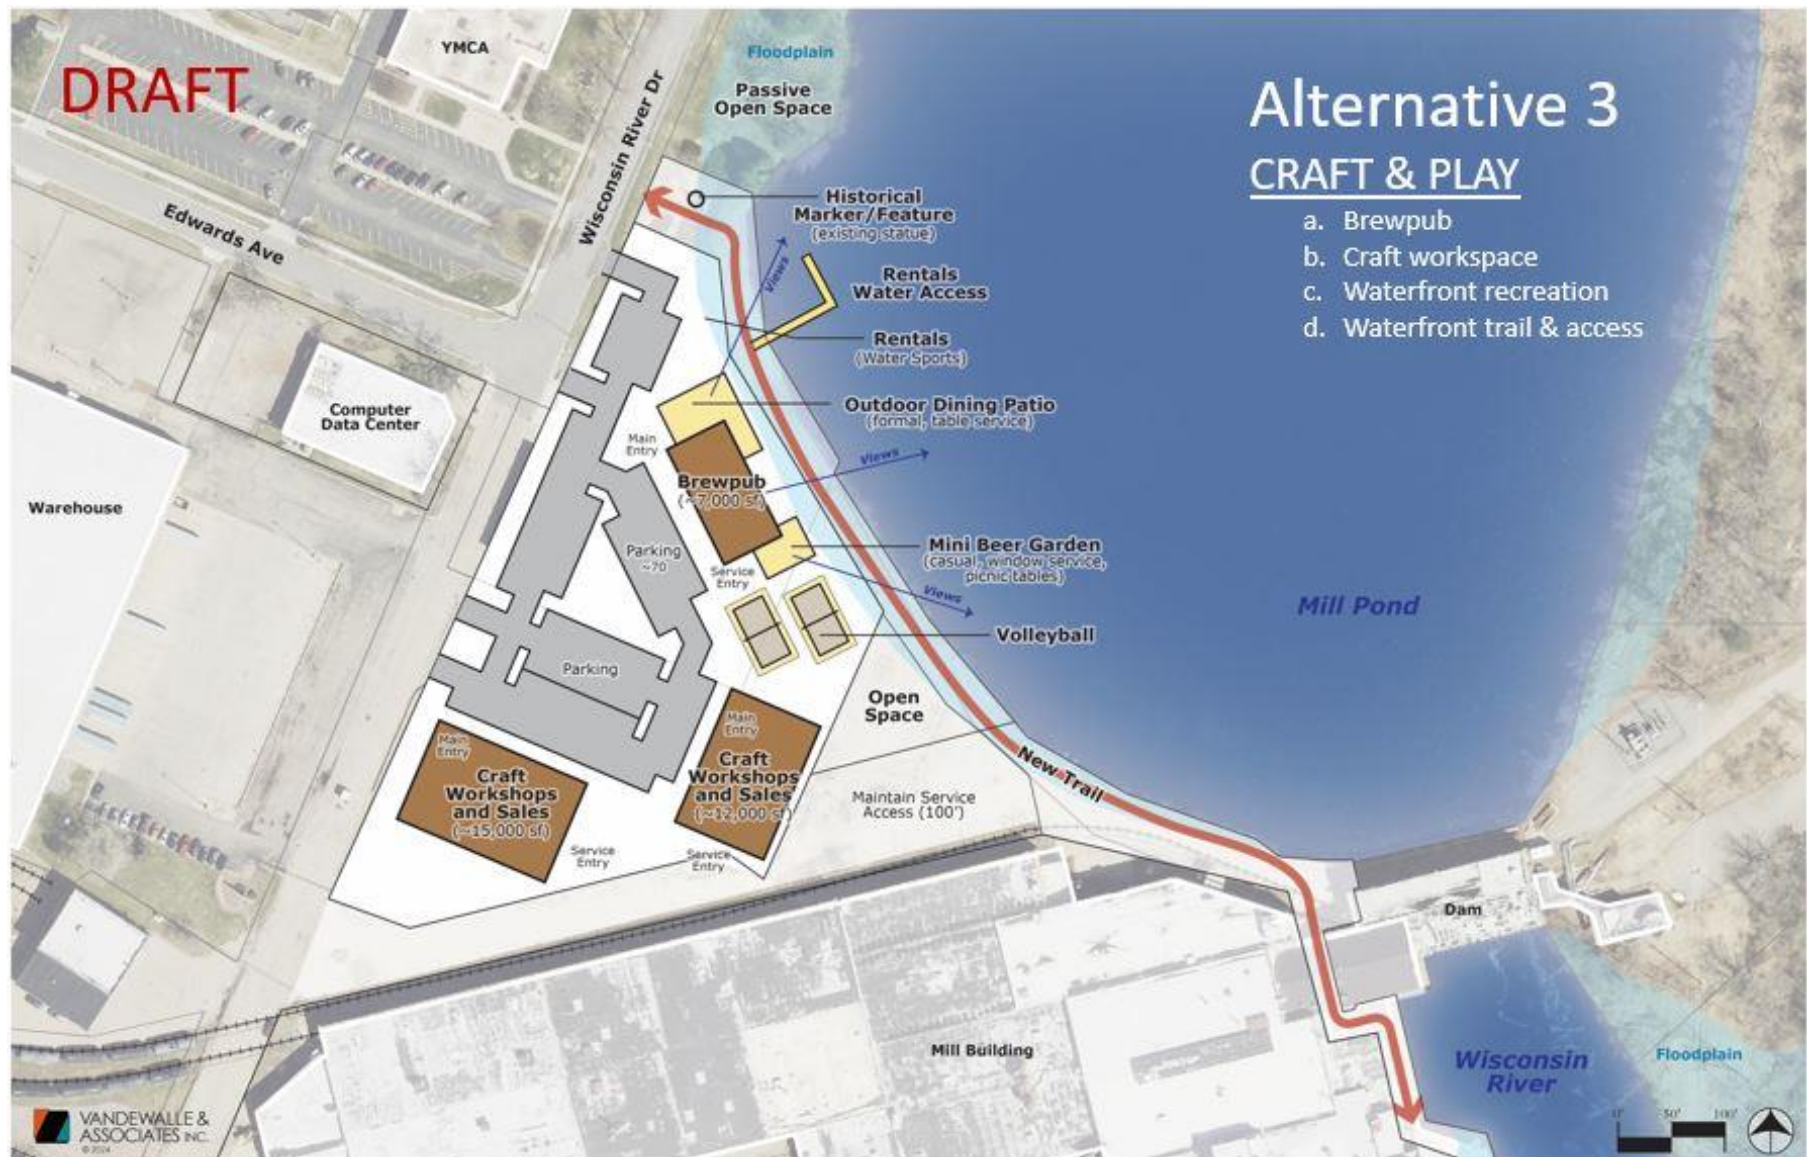 DRAFT
YMCA
Floodplain
Passive
Open Space
Alternative 3
CRAFT & PLAY
a. Brewpub
b. Craft workspace
c. Waterfront recreation
d. Waterfront trail & access
Wisconsin River Dr
Edwards Ave
Historical
Marker/Feature
(existing statue)
Views
Rentals
Water Access
Rentals
(Water Sports)
Outdoor Dining Patio
(formal, table service)
Computer
Data Center
Main
Entry
Views
Brewpub
(~7,000 sf)
Warehouse
Parking
~70
Mini Beer Garden
(casual, window service,
picnic tables)
Service
Entry
Views
Volleyball
Mill Pond
Parking
Open
Space
Main
Entry
Main
Entry
Craft
Workshops
and Sales
(~15,000 sf)
Craft
Workshops
and Sales
(~12,000 sf)
New Trail
Maintain Service
Access (100')
Service
Entry
Service
Entry
Dam
Mill Building
Wisconsin
River
Floodplain
VANDEWALLE &
ASSOCIATES INC.
© 2024
0' 50' 100'